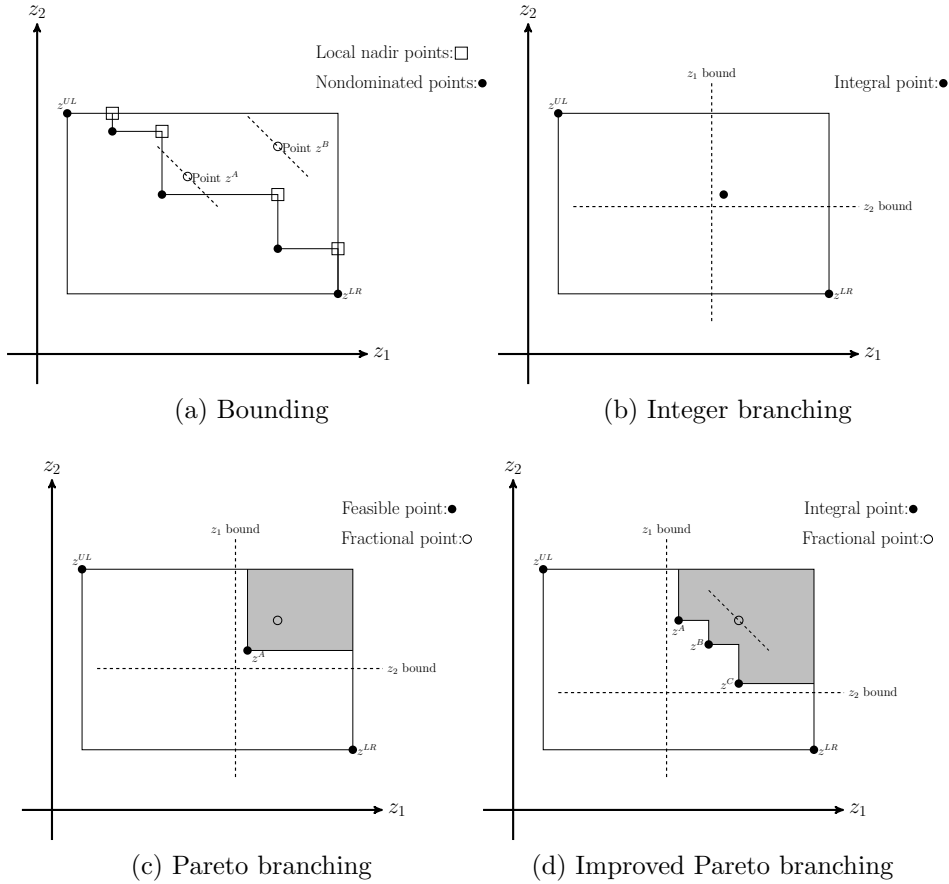 z₂
Local nadir points:
Nondominated points:
z^{UL}
Point z^B
Point z^A
z^{LR}
z₁
(a) Bounding
z₂
z₁ bound
Integral point:
z^{UL}
z₂ bound
z^{LR}
z₁
(b) Integer branching
z₂
Feasible point:
z₁ bound
Fractional point:
z^{UL}
z^A
z₂ bound
z^{LR}
z₁
(c) Pareto branching
z₂
Integral point:
z₁ bound
Fractional point:
z^{UL}
z^A
z^B
z^C
z₂ bound
z^{LR}
z₁
(d) Improved Pareto branching